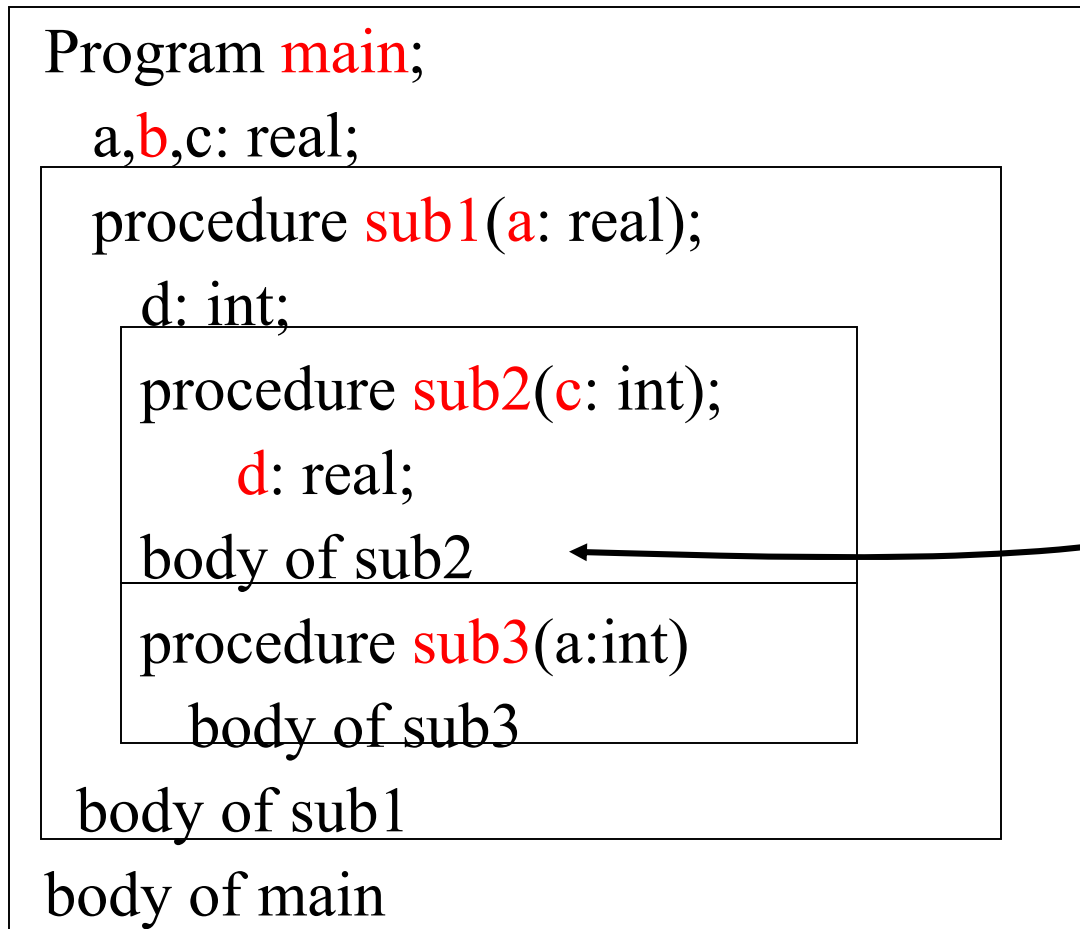 Program main;
a,b,c: real;
procedure sub1(a: real);
d: int;
procedure sub2(c: int);
d: real;
body of sub2
procedure sub3(a:int)
body of sub3
body of sub1
body of main